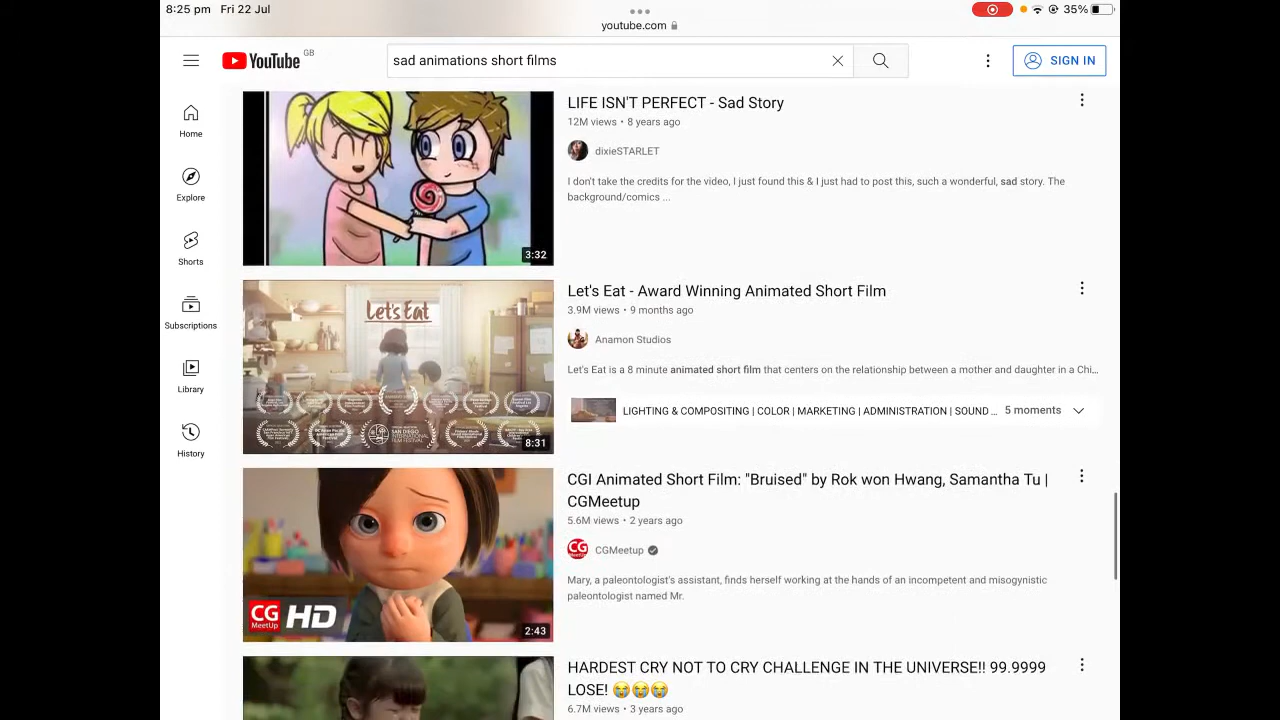 8:25 pm Fri 22 Jul
youtube.com
35%
YouTube GB
sad animations short films
SIGN IN
Home
Explore
Shorts
Subscriptions
Library
History
3:32
LIFE ISN'T PERFECT - Sad Story
12M views • 8 years ago
dixieSTARLET
I don't take the credits for the video, I just found this & I just had to post this, such a wonderful, sad story. The
background/comics ...
Let's Eat
SAN DIEGO
8:31
Let's Eat - Award Winning Animated Short Film
3.9M views • 9 months ago
Anamon Studios
Let's Eat is a 8 minute animated short film that centers on the relationship between a mother and daughter in a Chi...
LIGHTING & COMPOSITING | COLOR | MARKETING | ADMINISTRATION | SOUND ... 5 moments
CG
MeetUp
HD
2:43
CGI Animated Short Film: "Bruised" by Rok won Hwang, Samantha Tu |
CGMeetup
5.6M views • 2 years ago
CG
CGMeetup
Mary, a paleontologist's assistant, finds herself working at the hands of an incompetent and misogynistic
paleontologist named Mr.
HARDEST CRY NOT TO CRY CHALLENGE IN THE UNIVERSE!! 99.9999
LOSE! 😭😭😭
6.7M views • 3 years ago